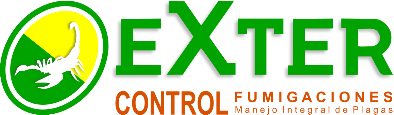 eXTER
CONTROL FUMIGACIONES
Manejo Integral de Plagas